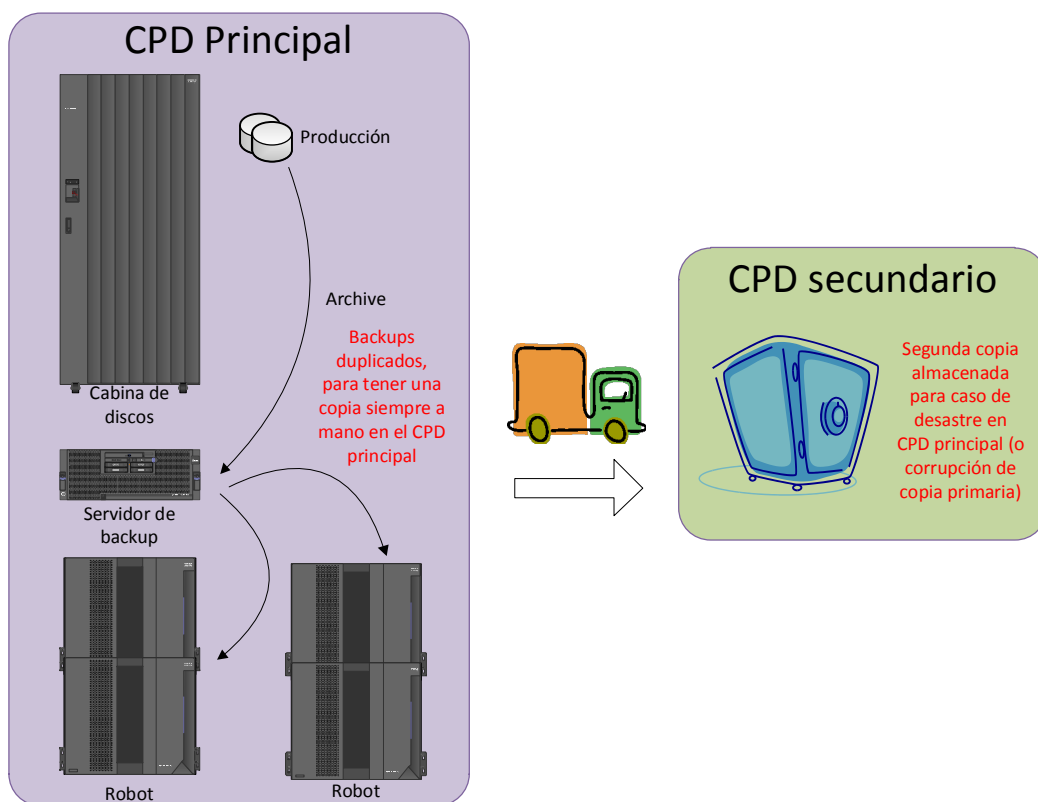 CPD Principal
Producción
Archive
Backups
duplicados,
para tener una
copia siempre a
mano en el CPD
principal
Cabina de
discos
Servidor de
backup
Robot
Robot
CPD secundario
Segunda copia
almacenada
para caso de
desastre en
CPD principal (o
corrupción de
copia primaria)